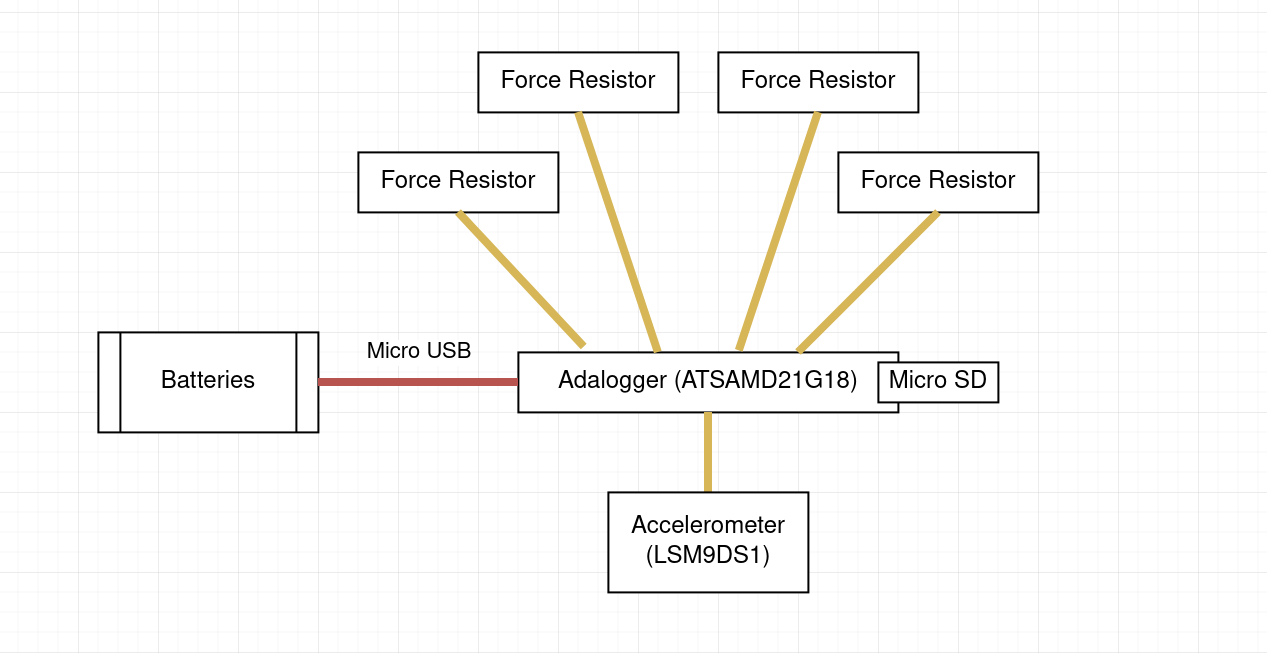 Force Resistor
Force Resistor
Force Resistor
Force Resistor
Micro USB
Batteries
Adalogger (ATSAMD21G18)
Micro SD
Accelerometer
(LSM9DS1)